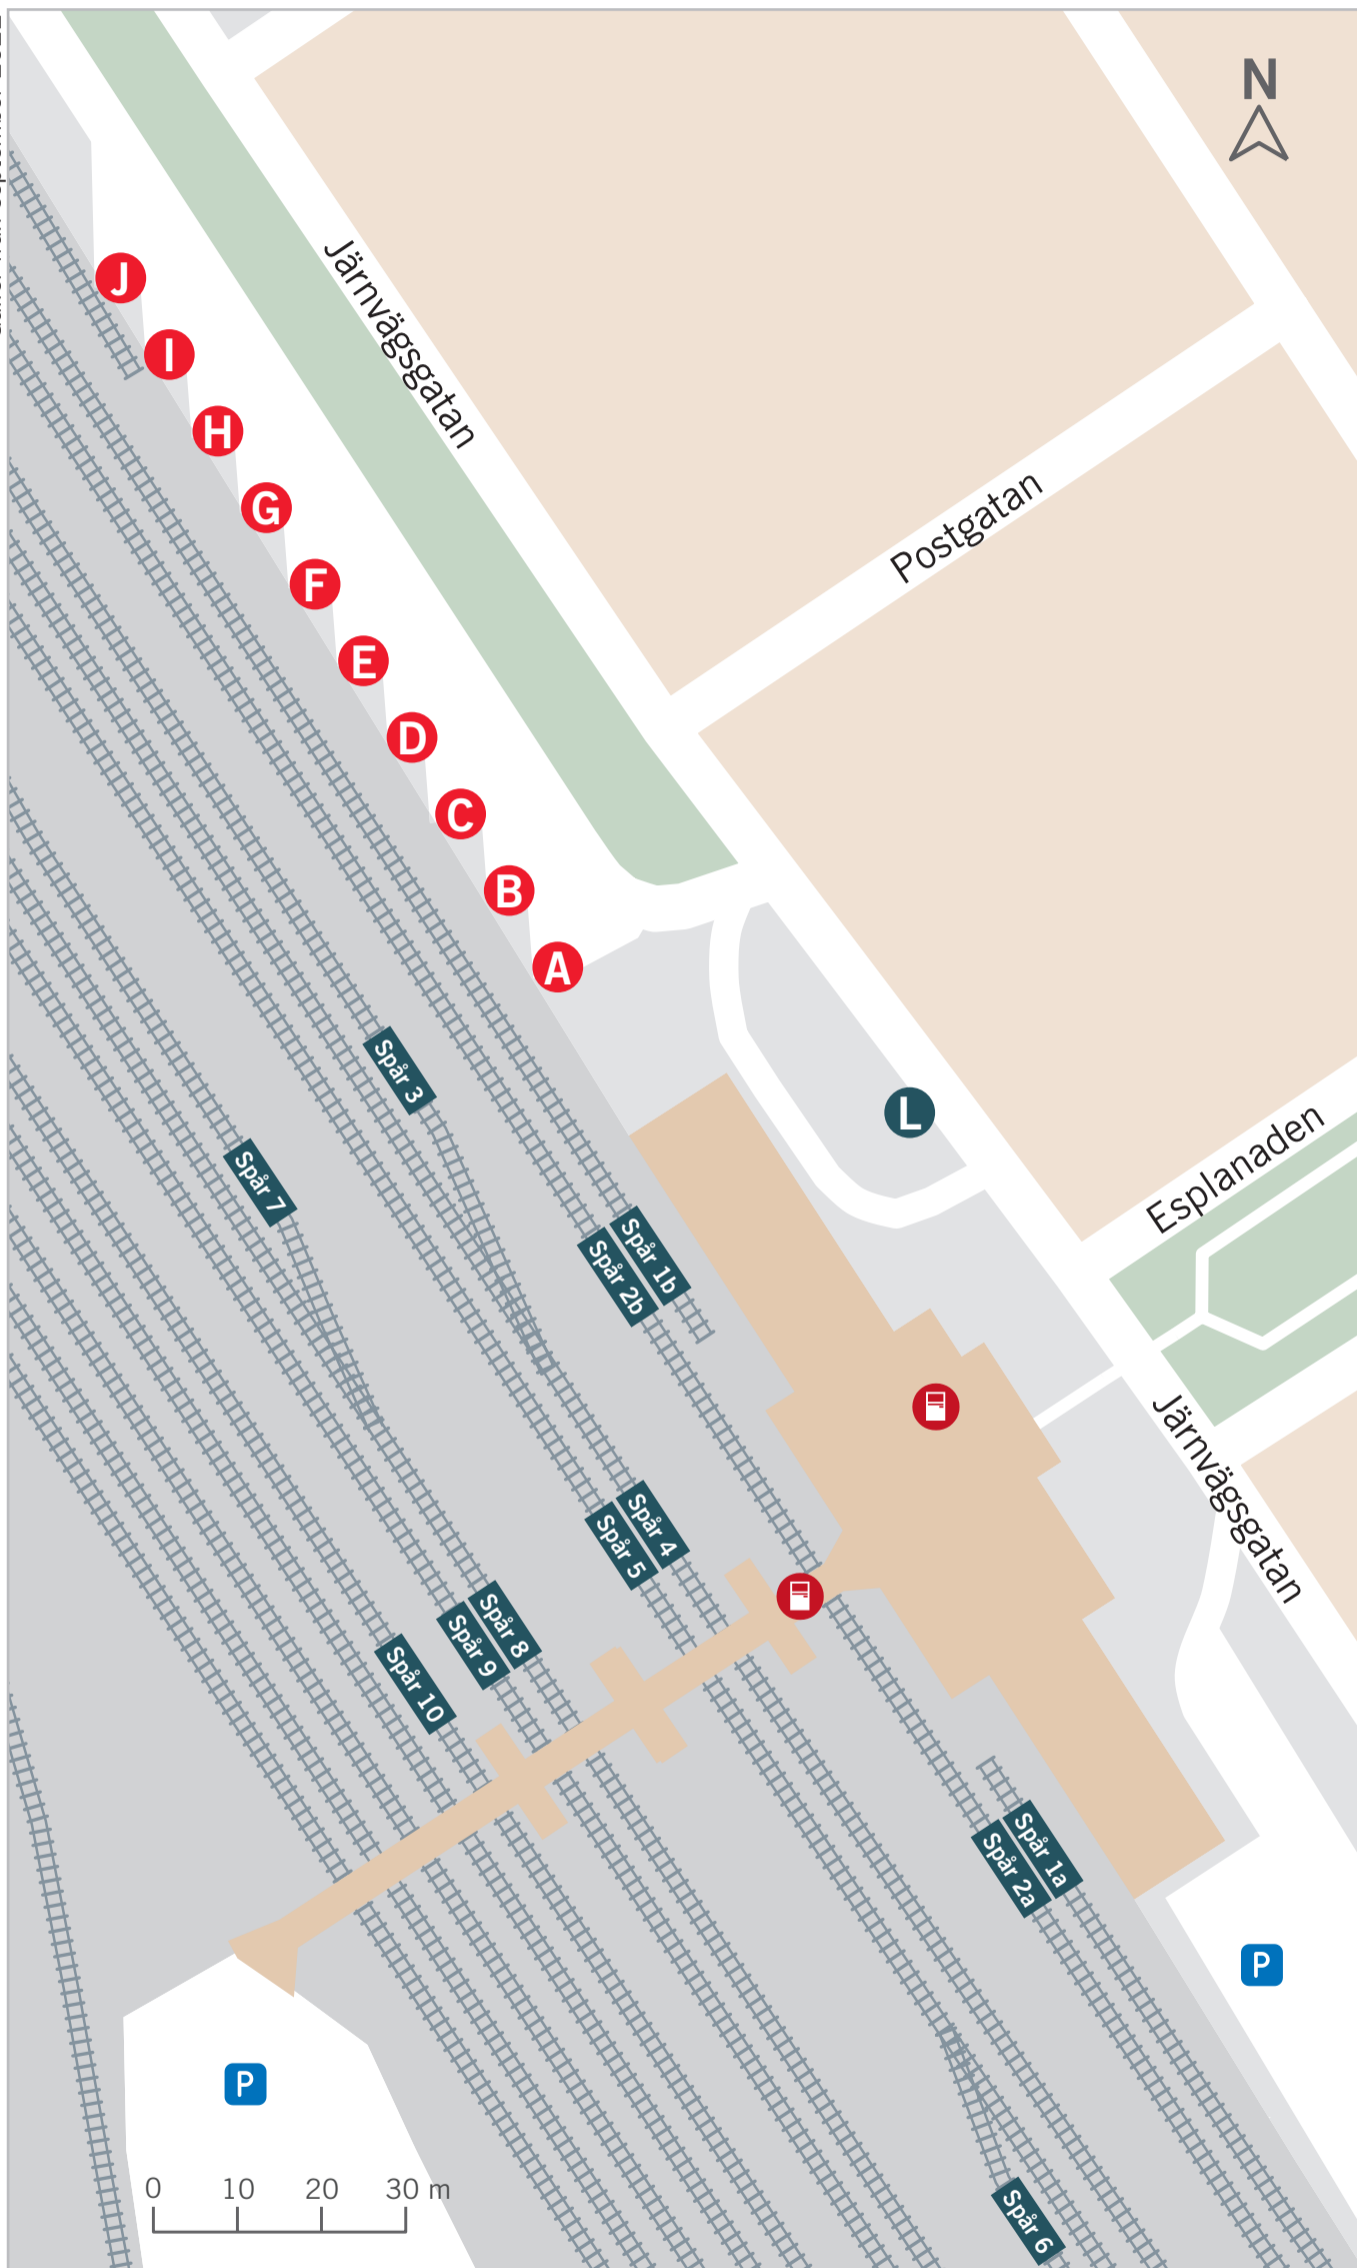 N
Järnvägsgatan
J
I
H
G
F
E
D
C
B
A
Postgatan
L
Esplanaden
Järnvägsgatan
Spår 3
Spår 7
Spår 1b
Spår 2b
Spår 4
Spår 5
Spår 8
Spår 9
Spår 10
Spår 1a
Spår 2a
P
P
Spår 6
0 10 20 30 m